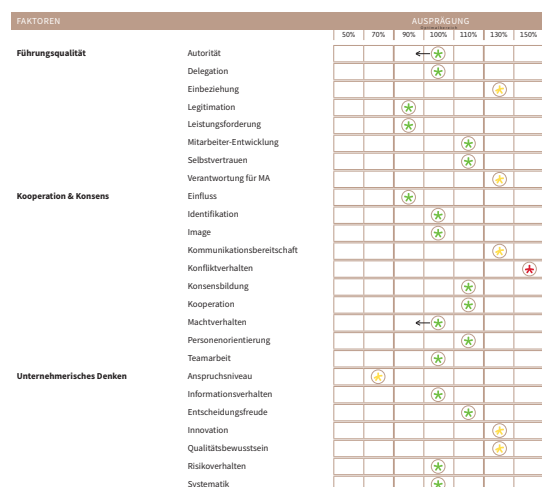 FAKTOREN AUSPRÄGUNG
50% 70% 90% 100% 110% 130% 150%
Führungsqualität Autorität
Delegation
Einbeziehung
Legitimation
Leistungsforderung
Mitarbeiter-Entwicklung
Selbstvertrauen
Verantwortung für MA
Kooperation & Konsens Einfluss
Identifikation
Image
Kommunikationsbereitschaft
Konfliktverhalten
Konsensbildung
Kooperation
Machtverhalten
Personenorientierung
Teamarbeit
Unternehmerisches Denken Anspruchsniveau
Informationsverhalten
Entscheidungsfreude
Innovation
Qualitätsbewusstsein
Risikoverhalten
Systematik